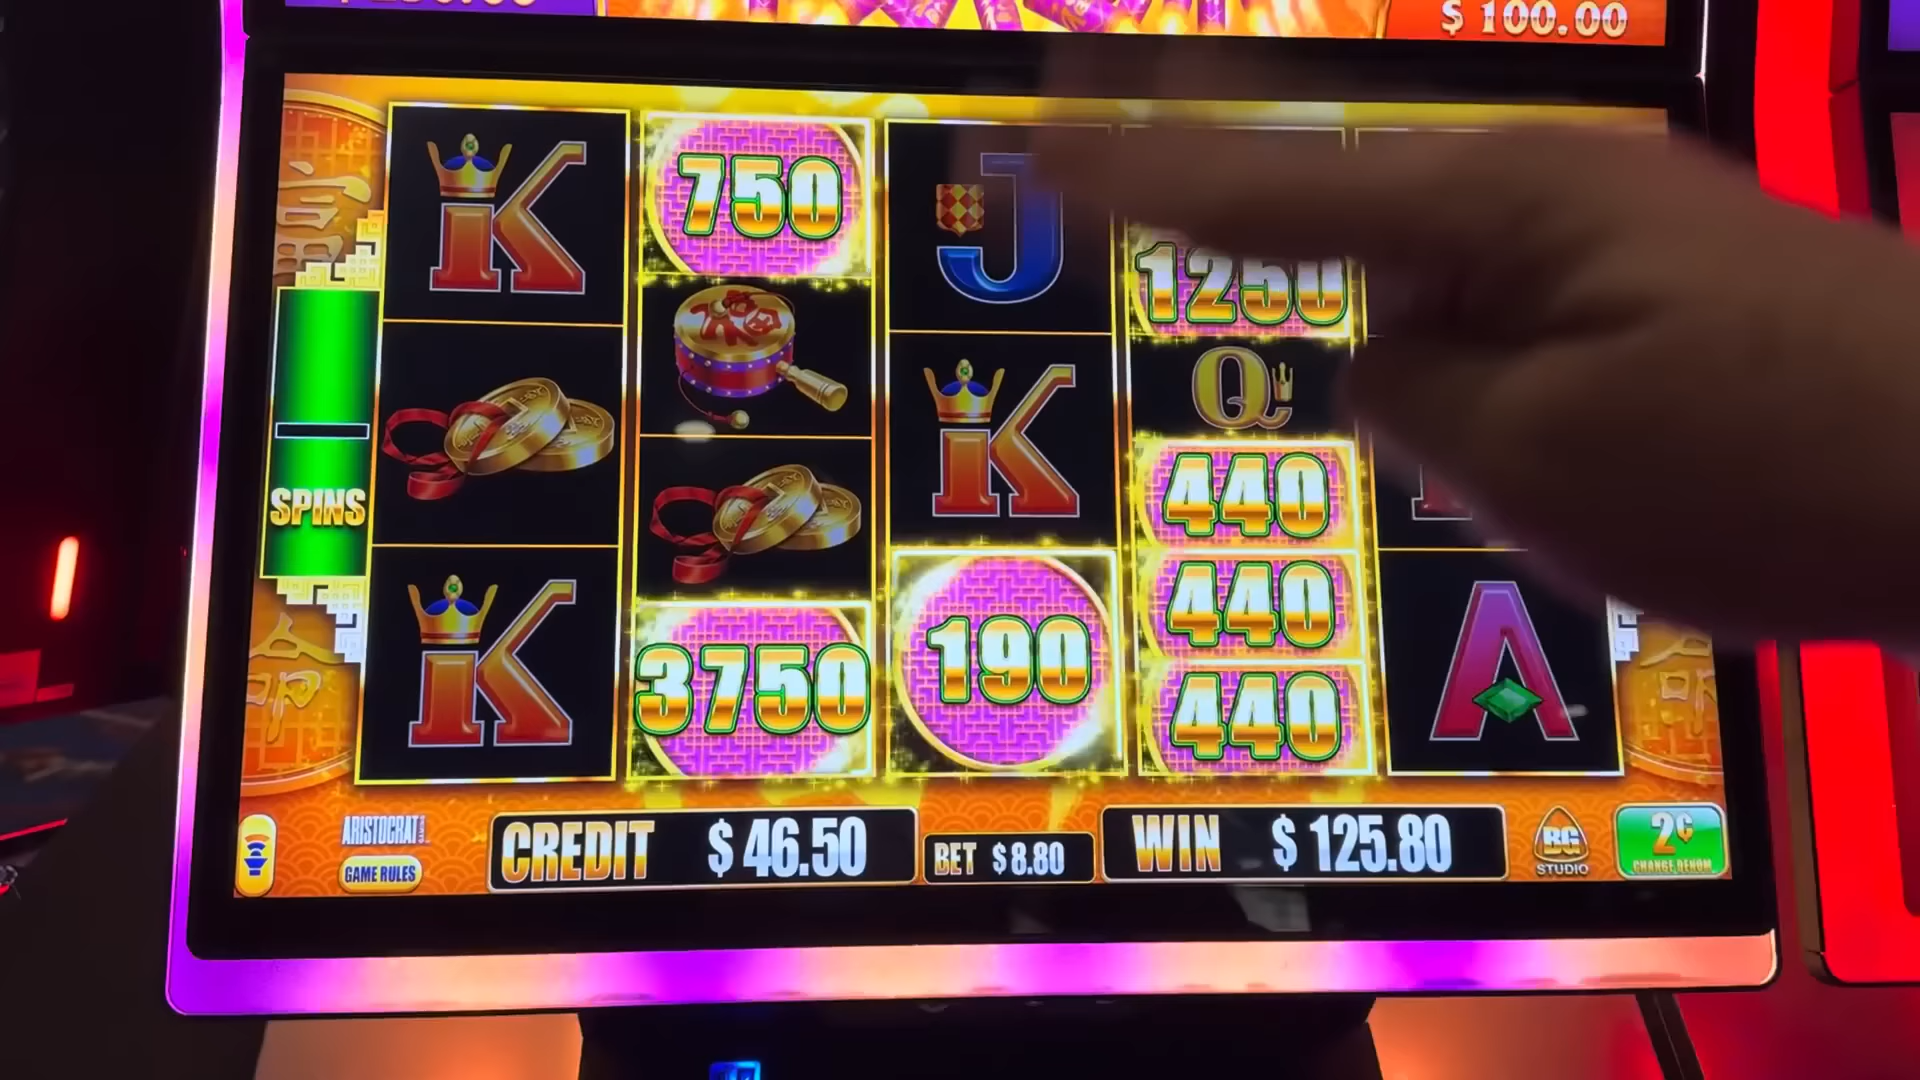 $ 100.00
K
750
J
1250
Q
K
440
SPINS
440
K
3750
190
440
A
ARISTOCRAT
GAME RULES
CREDIT $46.50
BET $8.80
WIN $125.80
BG
STUDIO
2¢
CHANGE DENOM